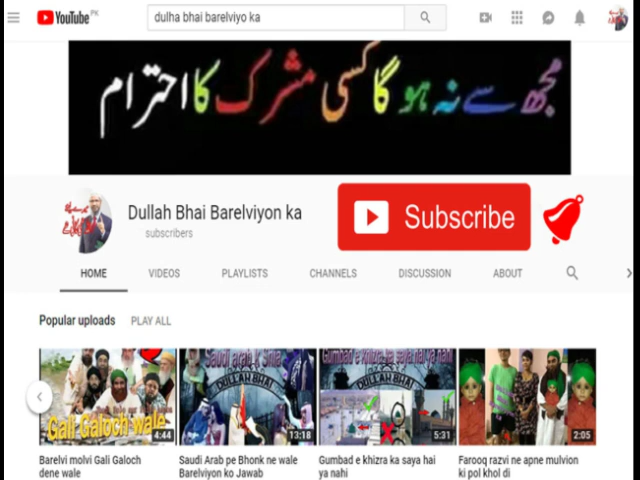 YouTube PK
dulha bhai barelviyo ka
مجھ سے نہ ہو گا کسی مشرک کا احترام
Dullah Bhai Barelviyon ka
subscribers
Subscribe
HOME VIDEOS PLAYLISTS CHANNELS DISCUSSION ABOUT
Popular uploads PLAY ALL
Gali Galoch wale
4:44
Saudi arab k Shia
DULLAH BHAI
13:18
Gumbad e khizra ka saya hai ya nahi
DULLAH BHAI
5:31
2:05
Barelvi molvi Gali Galoch
dene wale
Saudi Arab pe Bhonk ne wale
Barelviyon ko Jawab
Gumbad e khizra ka saya hai
ya nahi
Farooq razvi ne apne mulvion
ki pol khol di